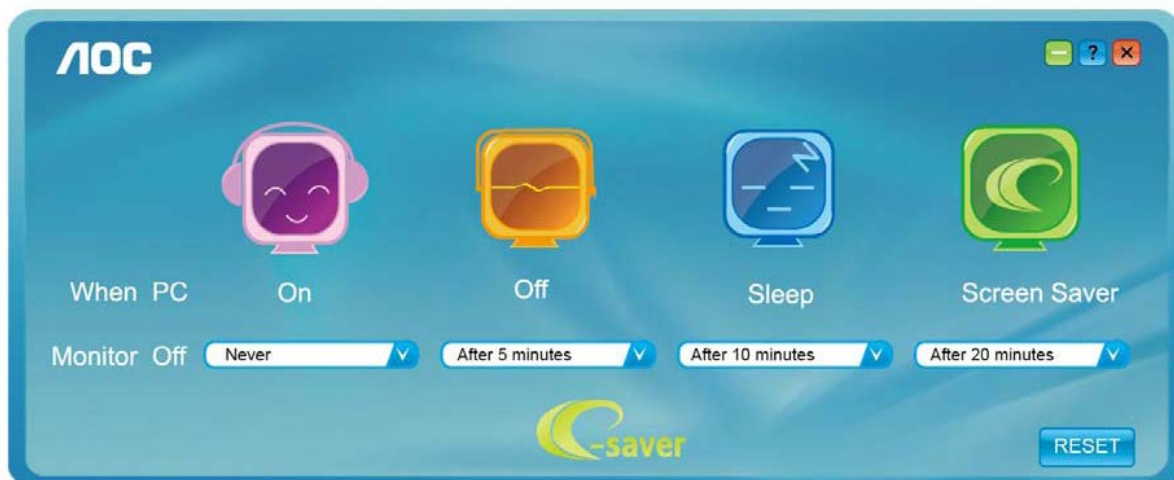 AOC
?
When PC On Off Sleep Screen Saver
Monitor Off Never After 5 minutes After 10 minutes After 20 minutes
e-saver
RESET